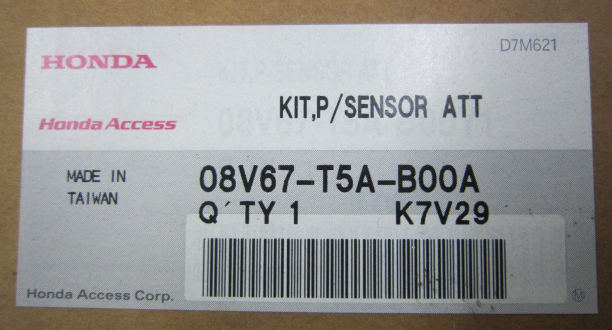 D7M621
HONDA
KIT,P/SENSOR ATT
Honda Access
MADE IN
TAIWAN
08V67-T5A-B00A
Q´TY 1 K7V29
Honda Access Corp.
M